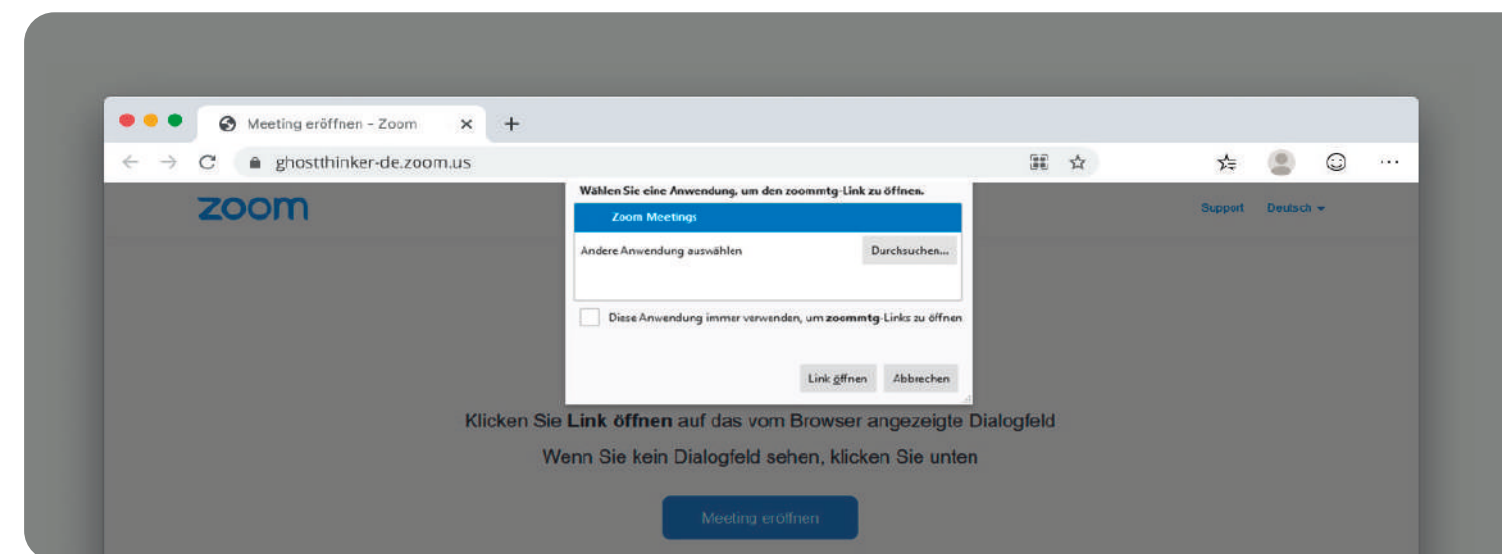 Meeting eröffnen - Zoom
ghostthinker-de.zoom.us
zoom
Support Deutsch
Wählen Sie eine Anwendung, um den zoommtg-Link zu öffnen.
Zoom Meetings
Andere Anwendung auswählen Durchsuchen...
Diese Anwendung immer verwenden, um zoommtg-Links zu öffnen
Link öffnen Abbrechen
Klicken Sie Link öffnen auf das vom Browser angezeigte Dialogfeld
Wenn Sie kein Dialogfeld sehen, klicken Sie unten
Meeting eröffnen